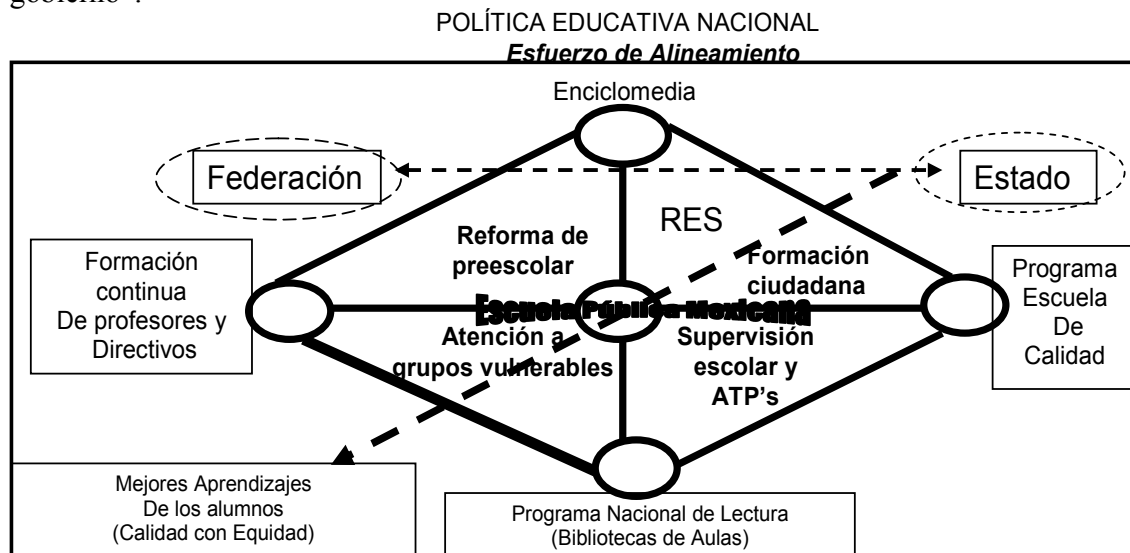 gobierno".
POLÍTICA EDUCATIVA NACIONAL
Esfuerzo de Alineamiento
Enciclomedia
Federación
Estado
RES
Reforma de
preescolar
Formación
ciudadana
Formación
continua
De profesores y
Directivos
Programa
Escuela
De
Calidad
Escuela Pública Mexicana
Atención a
grupos vulnerables
Supervisión
escolar y
ATP's
Mejores Aprendizajes
De los alumnos
(Calidad con Equidad)
Programa Nacional de Lectura
(Bibliotecas de Aulas)